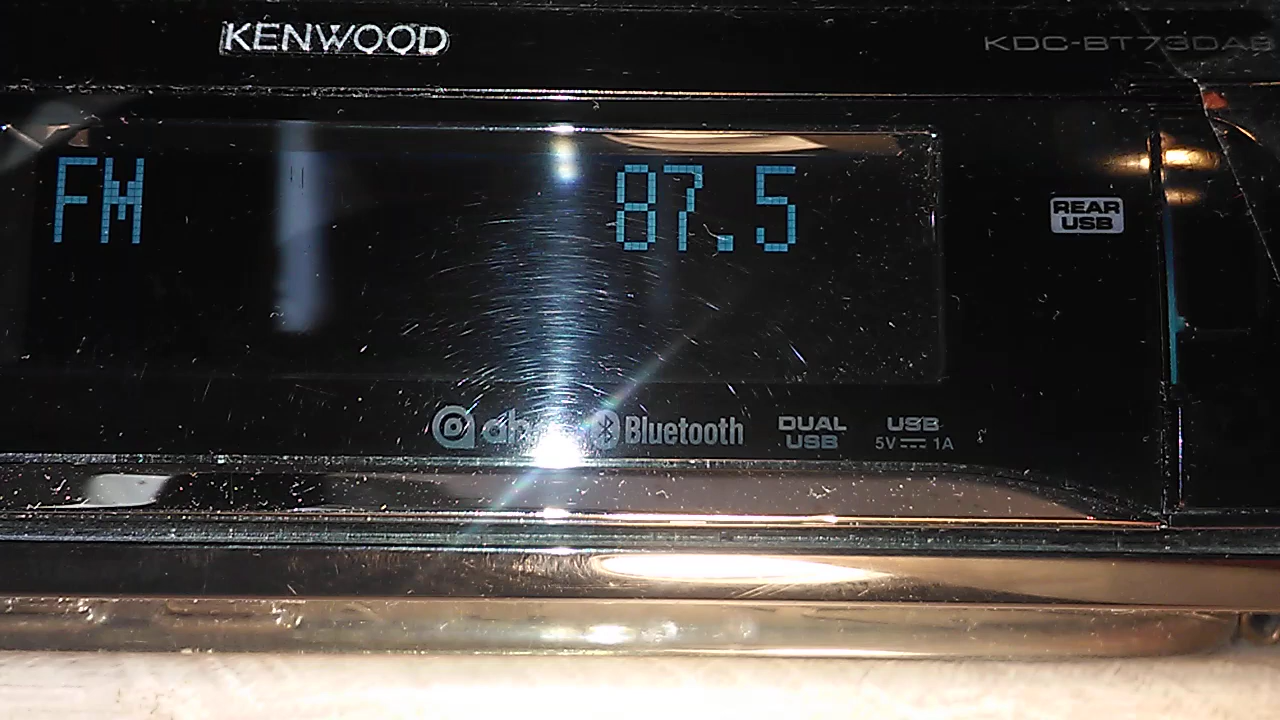 KENWOOD
KDC-BT73DAB
FM 87.5
REAR
USB
Bluetooth
DUAL
USB
USB
5V 1A